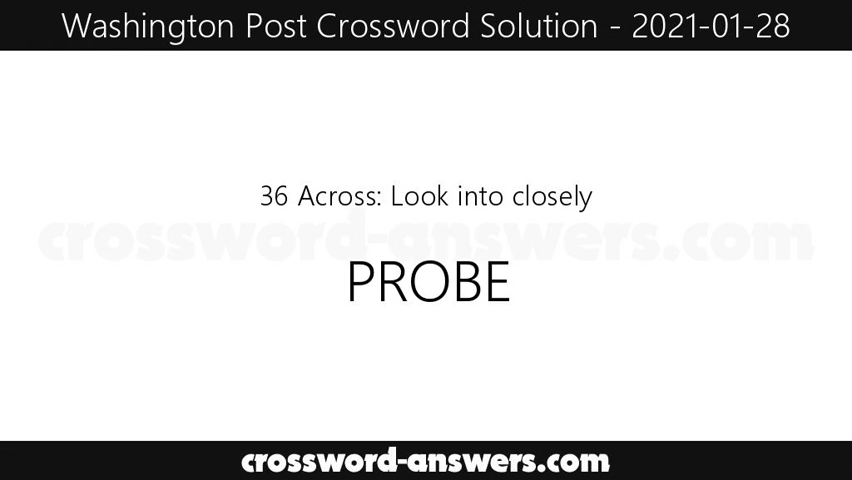 Washington Post Crossword Solution - 2021-01-28
36 Across: Look into closely
crossword-answers.com
PROBE
crossword-answers.com